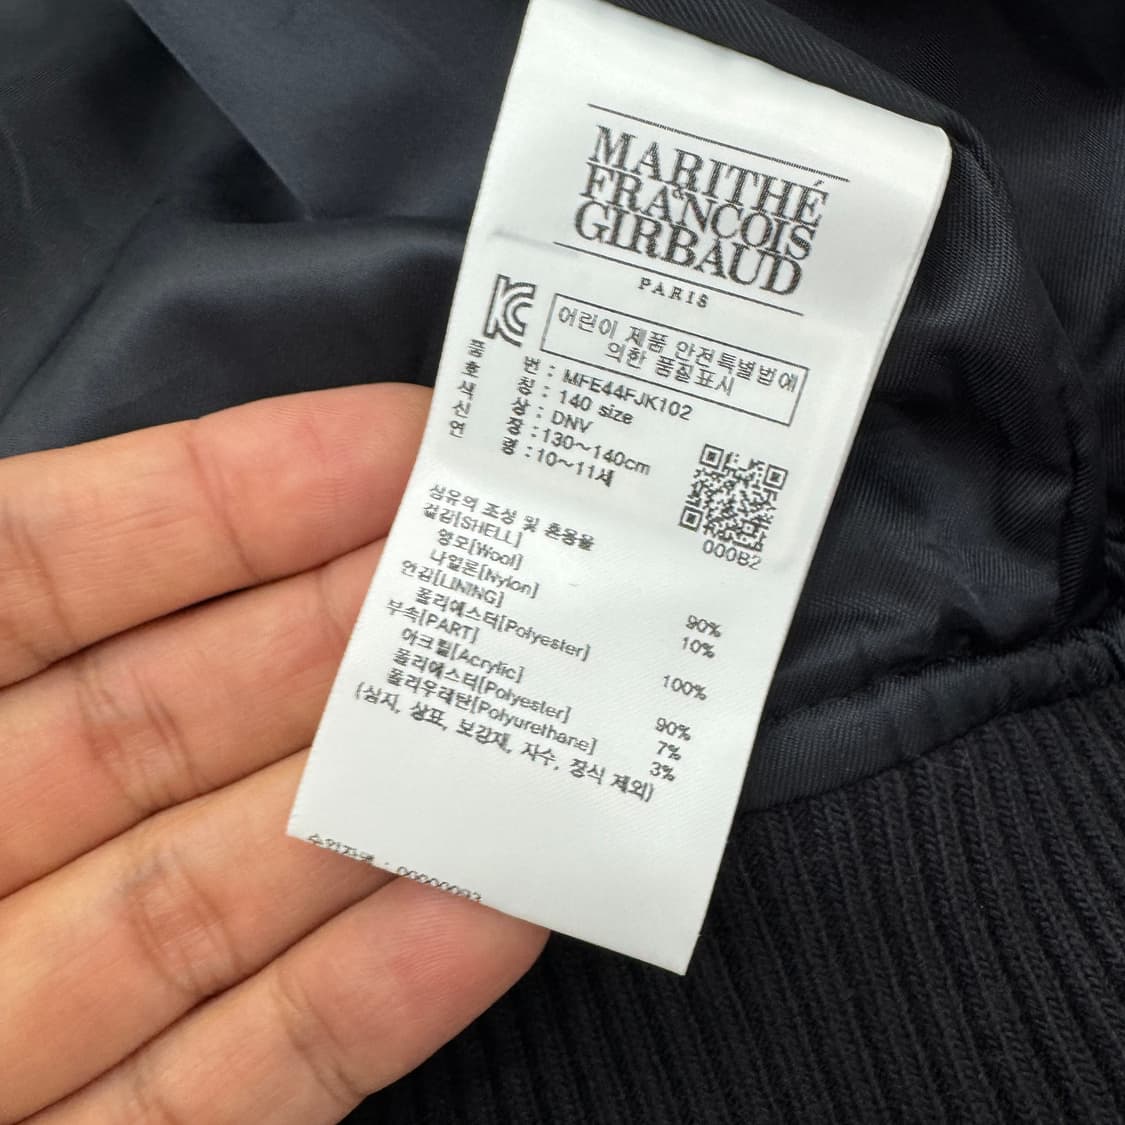 MARITHÉ
FRANÇOIS
GIRBAUD
PARIS
어린이 제품 안전특별법에
의한 품질표시
품 번 : MFE44FJK102
호 칭 : 140 size
색 상 : DNV
신 장 : 130~140cm
연 령 : 10~11세
000B2
섬유의 조성 및 혼용율
겉감[SHELL]
양모[Wool] 90%
나일론[Nylon] 10%
안감[LINING]
폴리에스터[Polyester] 100%
부속[PART]
아크릴[Acrylic] 90%
폴리에스터[Polyester] 7%
폴리우레탄[Polyurethane] 3%
(심지, 상표, 보강재, 자수, 장식 제외)